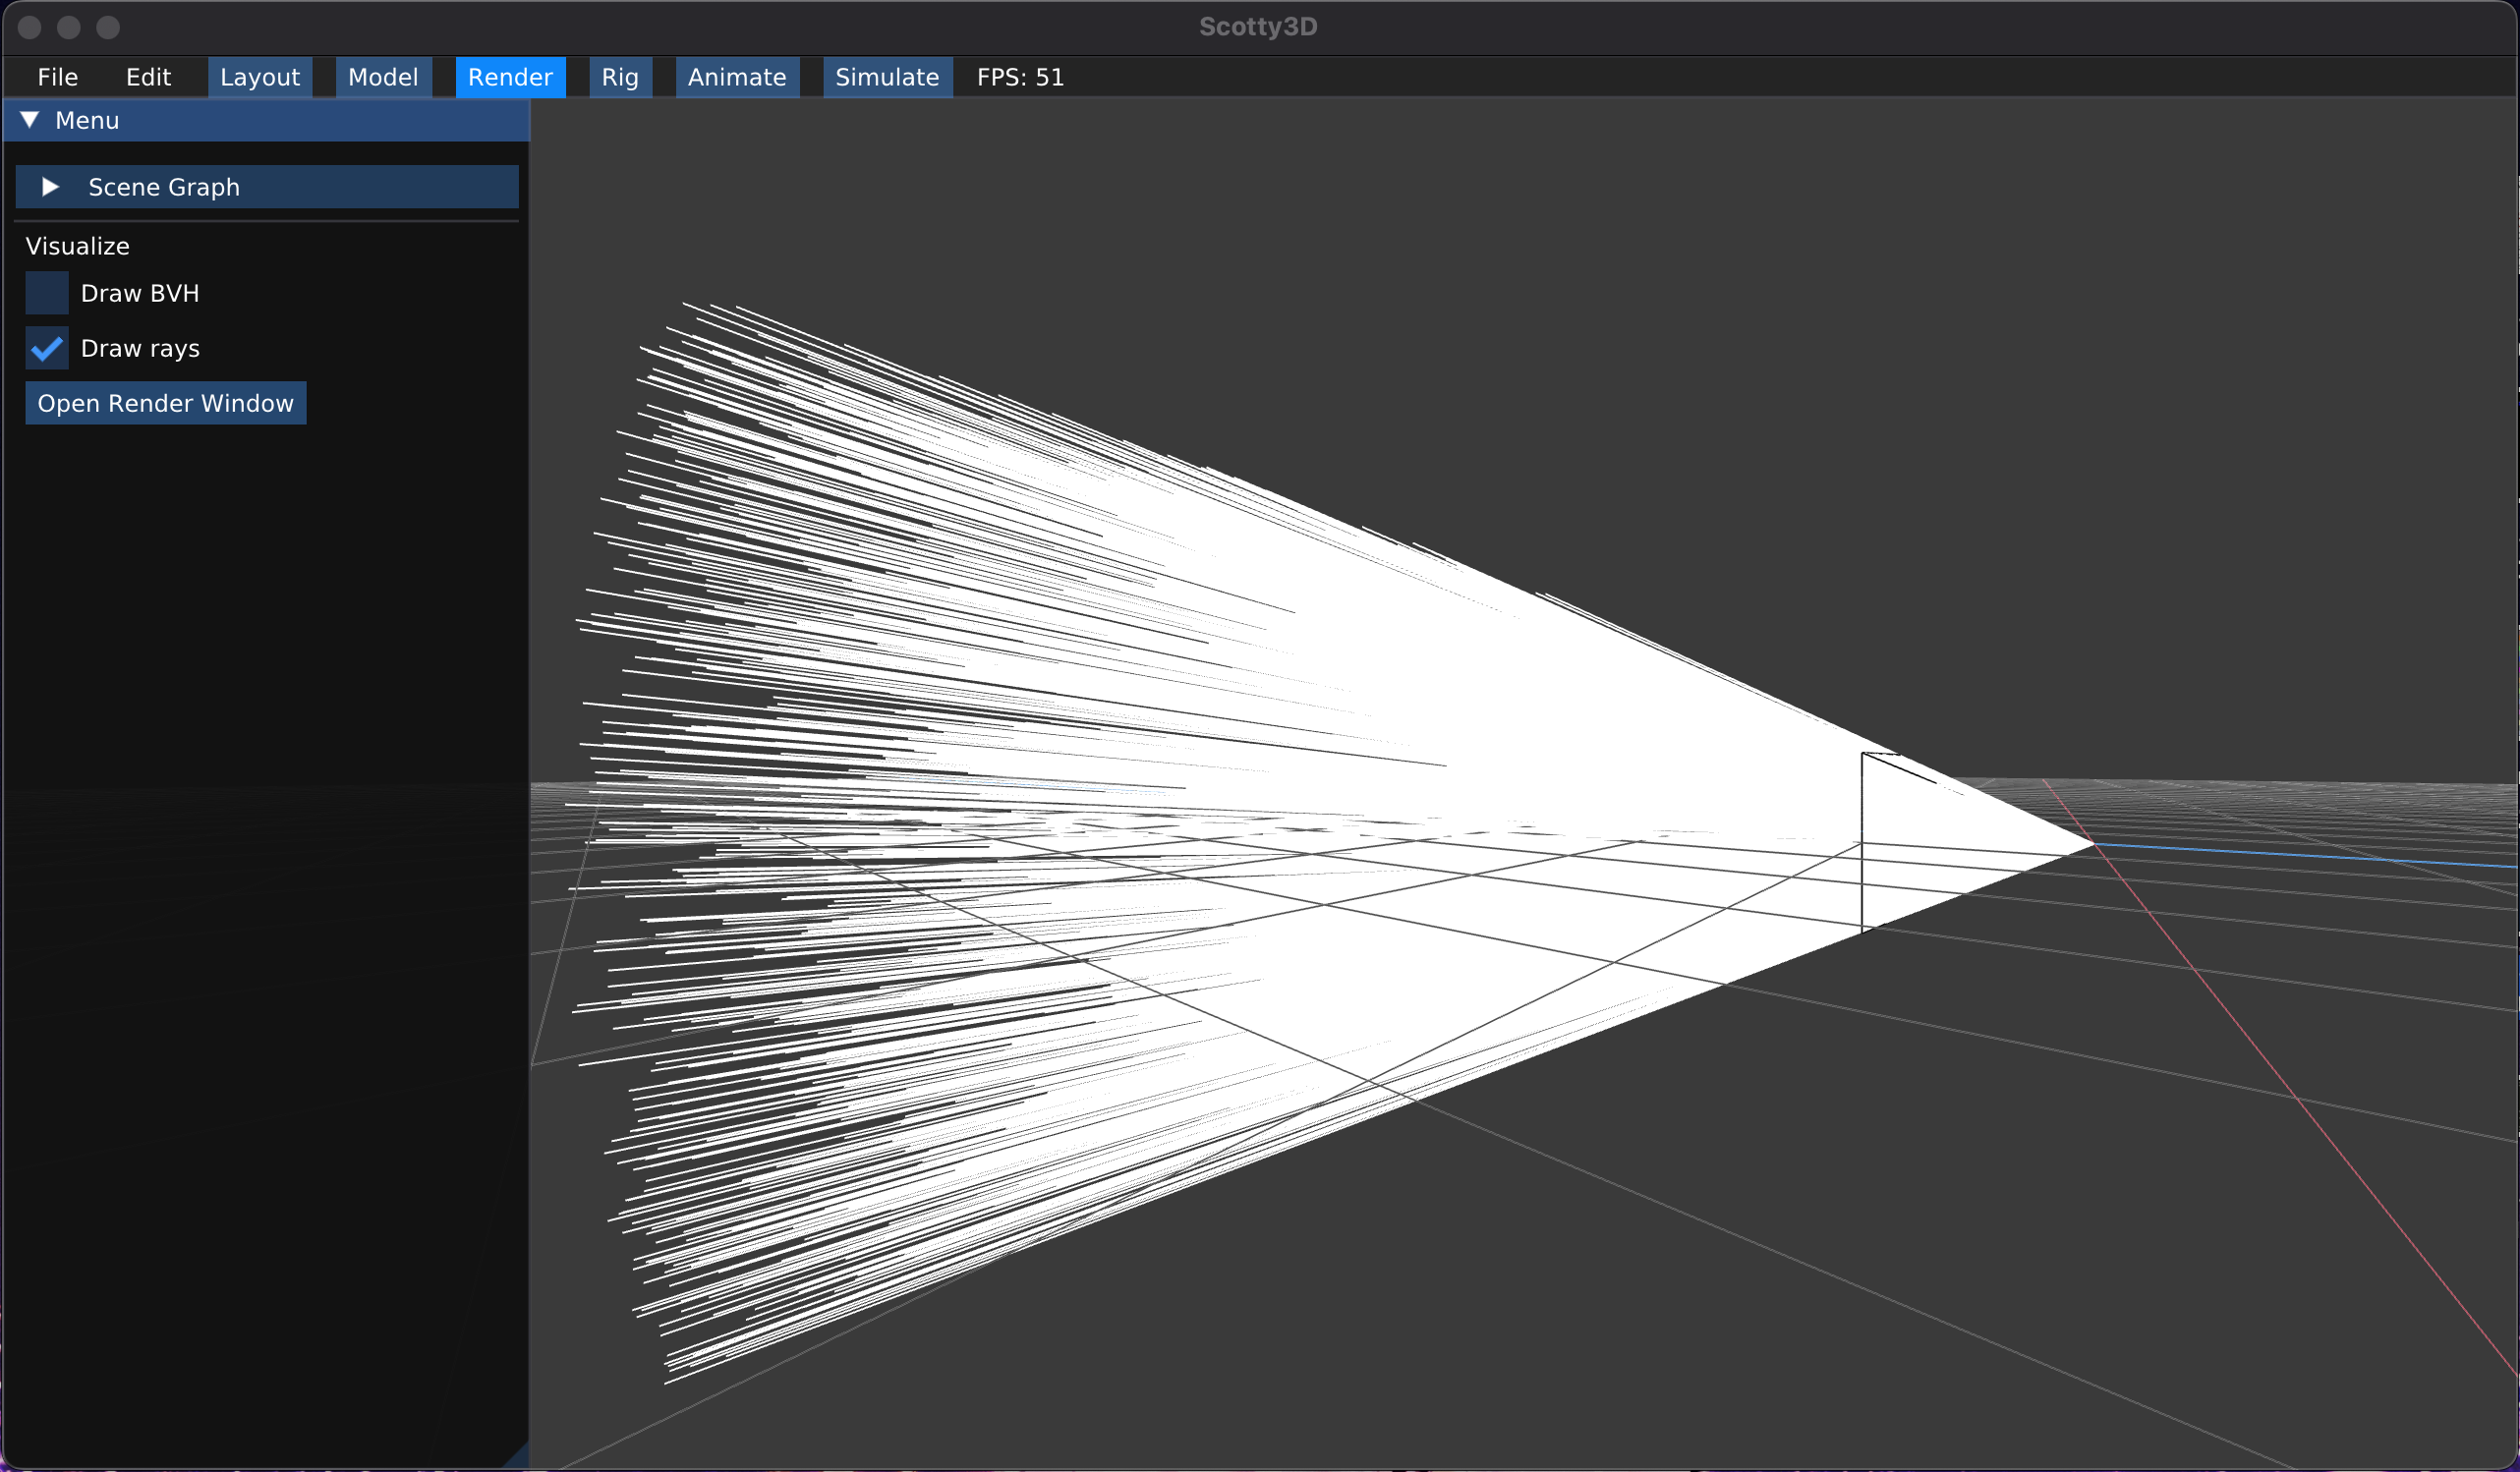 Scotty3D
File Edit Layout Model Render Rig Animate Simulate FPS: 51
Menu
Scene Graph
Visualize
Draw BVH
Draw rays
Open Render Window